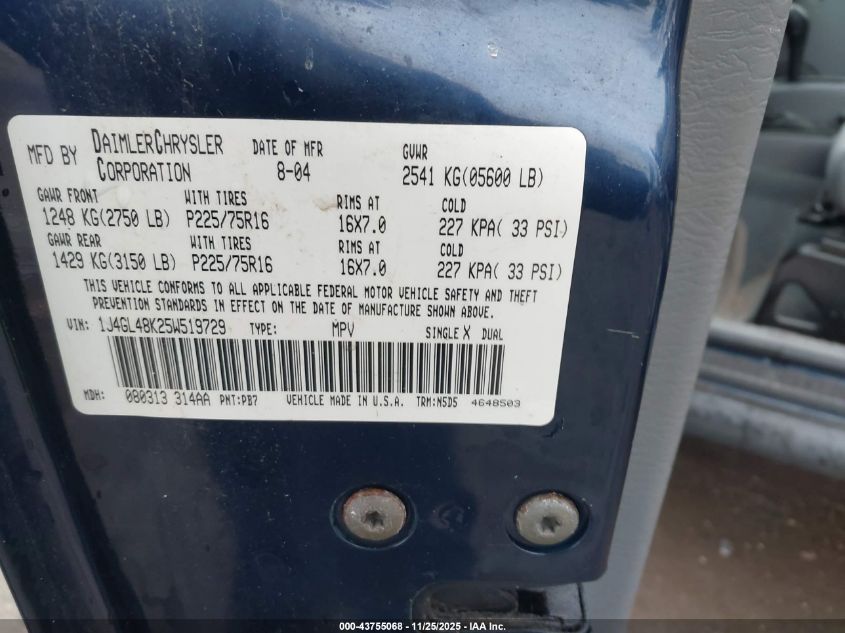 MFD BY DAIMLERCHRYSLER CORPORATION DATE OF MFR 8-04 GVWR 2541 KG(05600 LB)
GAWR FRONT WITH TIRES RIMS AT COLD
1248 KG(2750 LB) P225/75R16 16X7.0 227 KPA( 33 PSI)
GAWR REAR WITH TIRES RIMS AT COLD
1429 KG(3150 LB) P225/75R16 16X7.0 227 KPA( 33 PSI)
THIS VEHICLE CONFORMS TO ALL APPLICABLE FEDERAL MOTOR VEHICLE SAFETY AND THEFT
PREVENTION STANDARDS IN EFFECT ON THE DATE OF MANUFACTURE SHOWN ABOVE.
VIN: 1J4GL48K25W519729 TYPE: MPV SINGLE X DUAL
MDH: 080313 314AA PNT:PB7 VEHICLE MADE IN U.S.A. TRM:N5D5 4648503
000-43755068 - 11/25/2025 - IAA Inc.